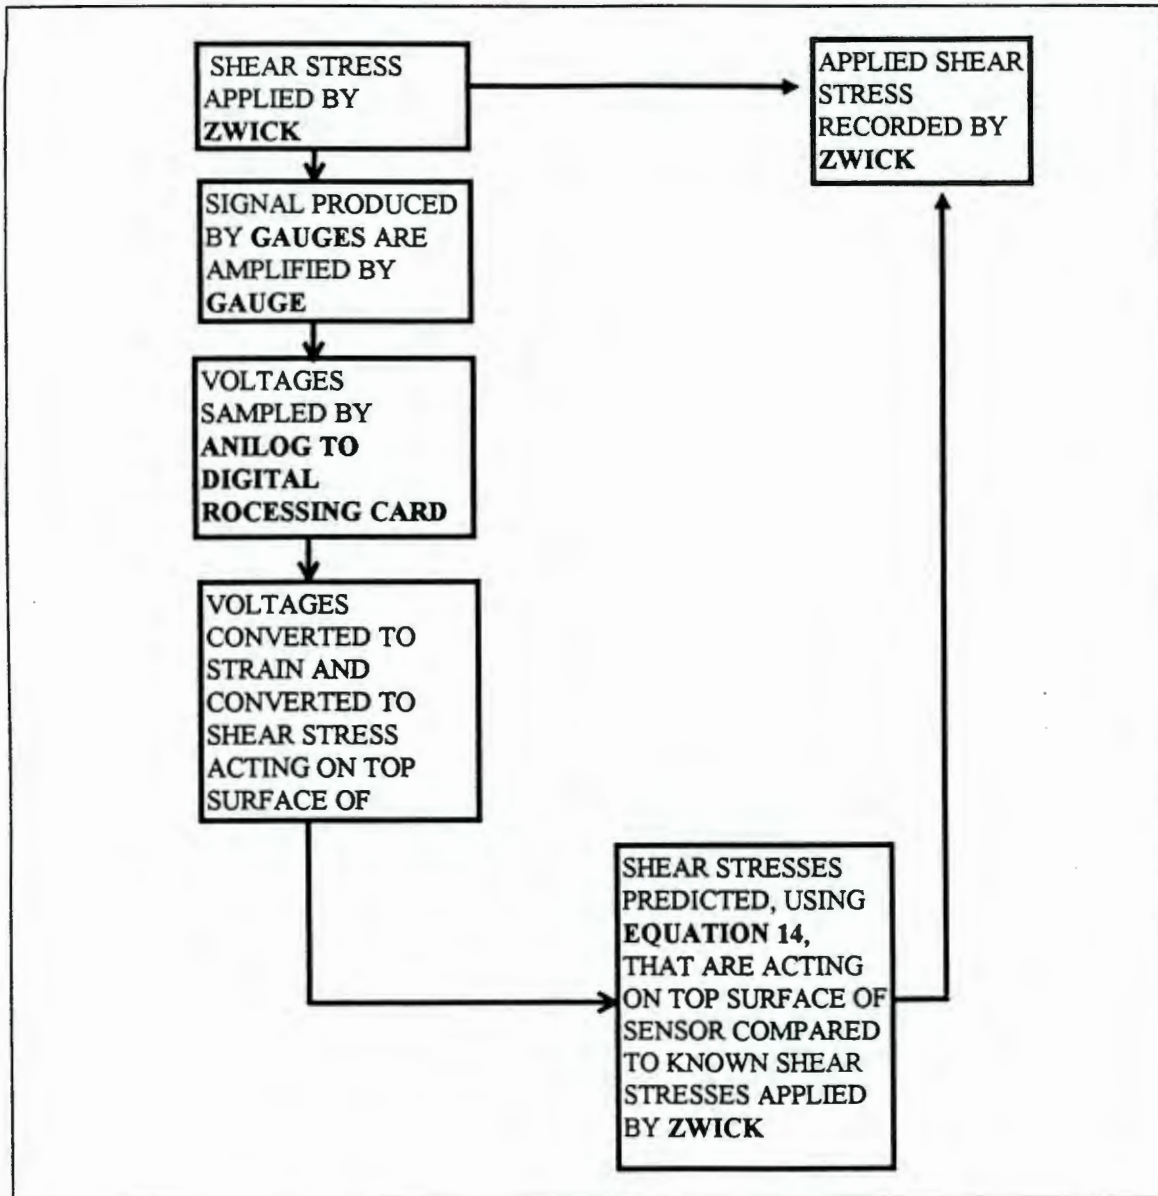 SHEAR STRESS
APPLIED BY
ZWICK
APPLIED SHEAR
STRESS
RECORDED BY
ZWICK
SIGNAL PRODUCED
BY GAUGES ARE
AMPLIFIED BY
GAUGE
VOLTAGES
SAMPLED BY
ANILOG TO
DIGITAL
ROCESSING CARD
VOLTAGES
CONVERTED TO
STRAIN AND
CONVERTED TO
SHEAR STRESS
ACTING ON TOP
SURFACE OF
SHEAR STRESSES
PREDICTED, USING
EQUATION 14,
THAT ARE ACTING
ON TOP SURFACE OF
SENSOR COMPARED
TO KNOWN SHEAR
STRESSES APPLIED
BY ZWICK